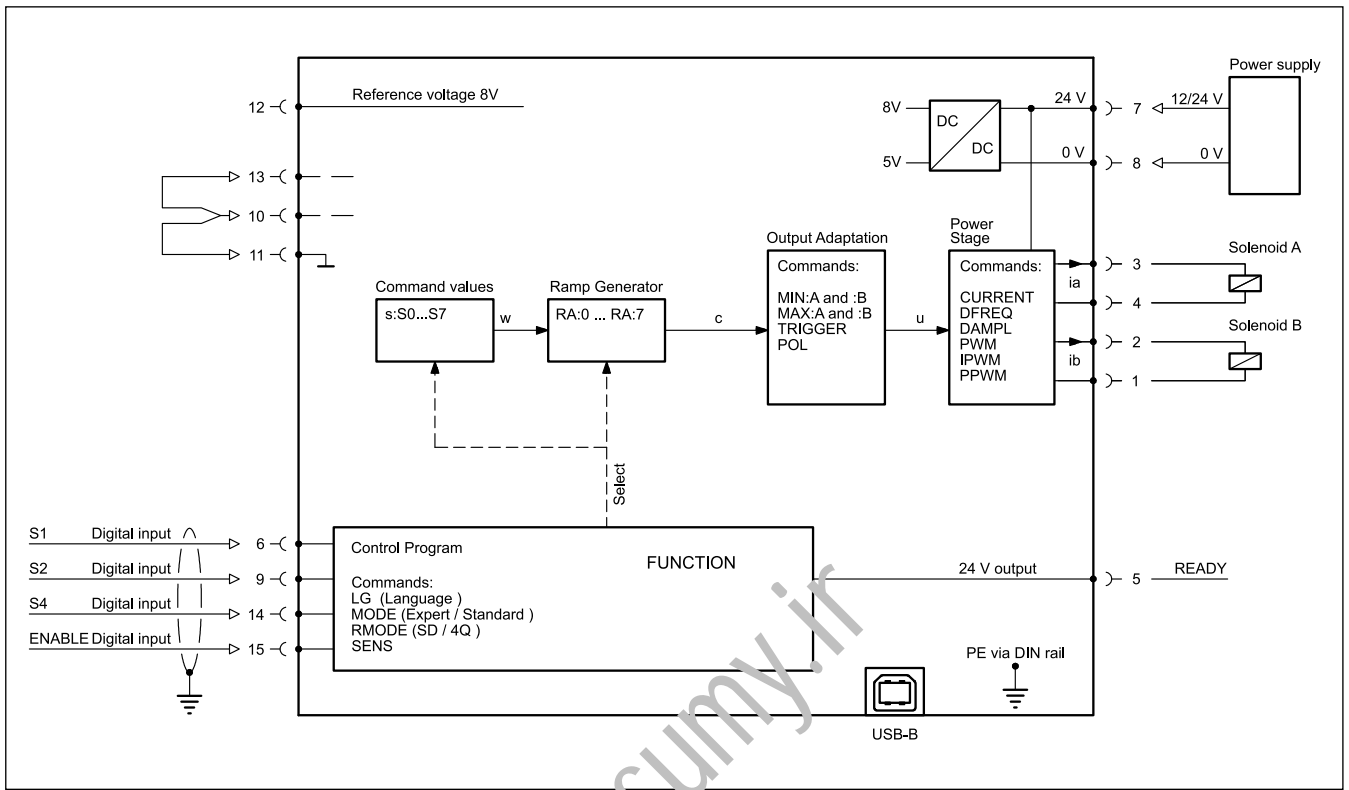 Power supply
12
Reference voltage 8V
8V
DC
DC
5V
24 V
7
12/24 V
0 V
8
0 V
13
10
11
Command values
s:S0...S7
w
Ramp Generator
RA:0 ... RA:7
c
Output Adaptation
Commands:
MIN:A and :B
MAX:A and :B
TRIGGER
POL
u
Power
Stage
Commands:
CURRENT
DFREQ
DAMPL
PWM
IPWM
PPWM
ia
ib
3
4
2
1
Solenoid A
Solenoid B
Select
S1 Digital input 6
S2 Digital input 9
S4 Digital input 14
ENABLE Digital input 15
Control Program
FUNCTION
Commands:
LG (Language )
MODE (Expert / Standard )
RMODE (SD / 4Q )
SENS
24 V output
5
READY
PE via DIN rail
USB-B